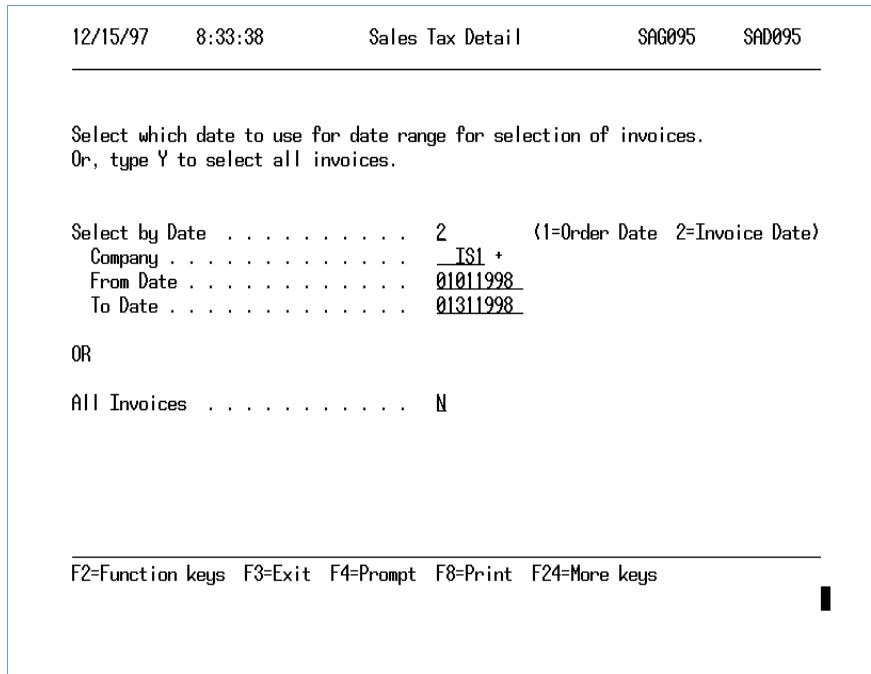 12/15/97 8:33:38 Sales Tax Detail SAG095 SAD095
Select which date to use for date range for selection of invoices.
Or, type Y to select all invoices.
Select by Date . . . . . . . . . . 2 (1=Order Date 2=Invoice Date)
Company . . . . . . . . . . . . . IS1 +
From Date . . . . . . . . . . . . 01011998
To Date . . . . . . . . . . . . . 01311998
OR
All Invoices . . . . . . . . . . . N
F2=Function keys F3=Exit F4=Prompt F8=Print F24=More keys